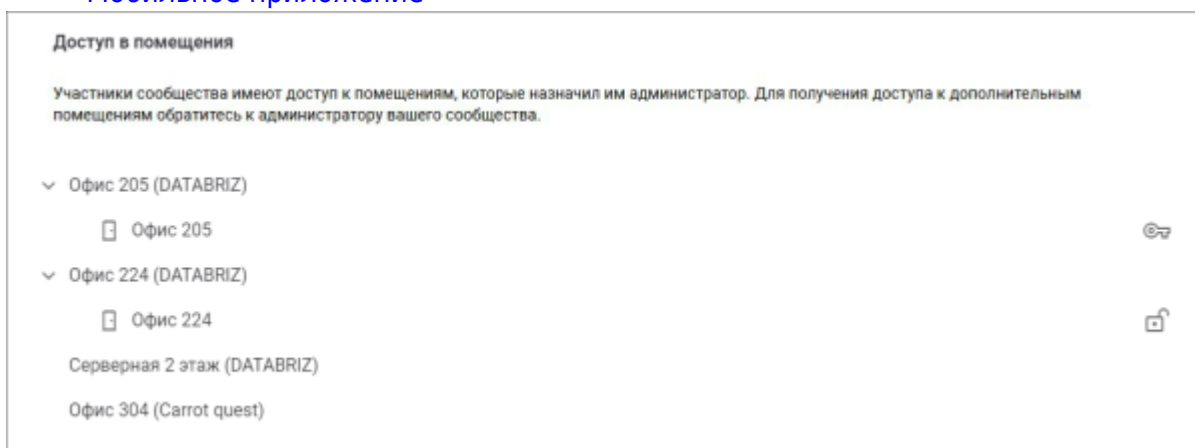 Мобильное приложение
Доступ в помещения
Участники сообщества имеют доступ к помещениям, которые назначил им администратор. Для получения доступа к дополнительным
помещениям обратитесь к администратору вашего сообщества.
Офис 205 (DATABRIZ)
Офис 205
Офис 224 (DATABRIZ)
Офис 224
Серверная 2 этаж (DATABRIZ)
Офис 304 (Carrot quest)